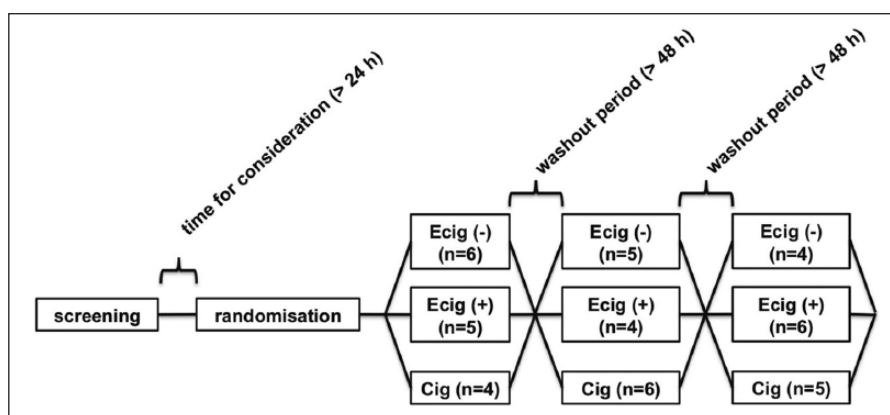 time for consideration (> 24 h)
washout period (> 48 h)
washout period (> 48 h)
screening
randomisation
Ecig (-)
(n=6)
Ecig (+)
(n=5)
Cig (n=4)
Ecig (-)
(n=5)
Ecig (+)
(n=4)
Cig (n=6)
Ecig (-)
(n=4)
Ecig (+)
(n=6)
Cig (n=5)